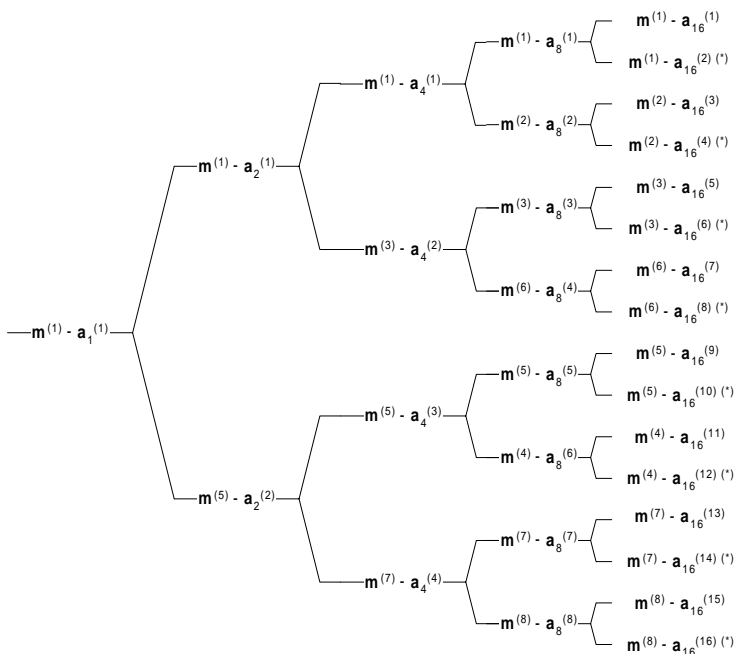 m(1) - a16(1)
m(1) - a8(1)
m(1) - a16(2) (*)
m(1) - a4(1)
m(2) - a16(3)
m(2) - a8(2)
m(2) - a16(4) (*)
m(1) - a2(1)
m(3) - a16(5)
m(3) - a8(3)
m(3) - a16(6) (*)
m(3) - a4(2)
m(6) - a16(7)
m(6) - a8(4)
m(6) - a16(8) (*)
m(1) - a1(1)
m(5) - a16(9)
m(5) - a8(5)
m(5) - a16(10) (*)
m(5) - a4(3)
m(4) - a16(11)
m(4) - a8(6)
m(4) - a16(12) (*)
m(5) - a2(2)
m(7) - a16(13)
m(7) - a8(7)
m(7) - a16(14) (*)
m(7) - a4(4)
m(8) - a16(15)
m(8) - a8(8)
m(8) - a16(16) (*)